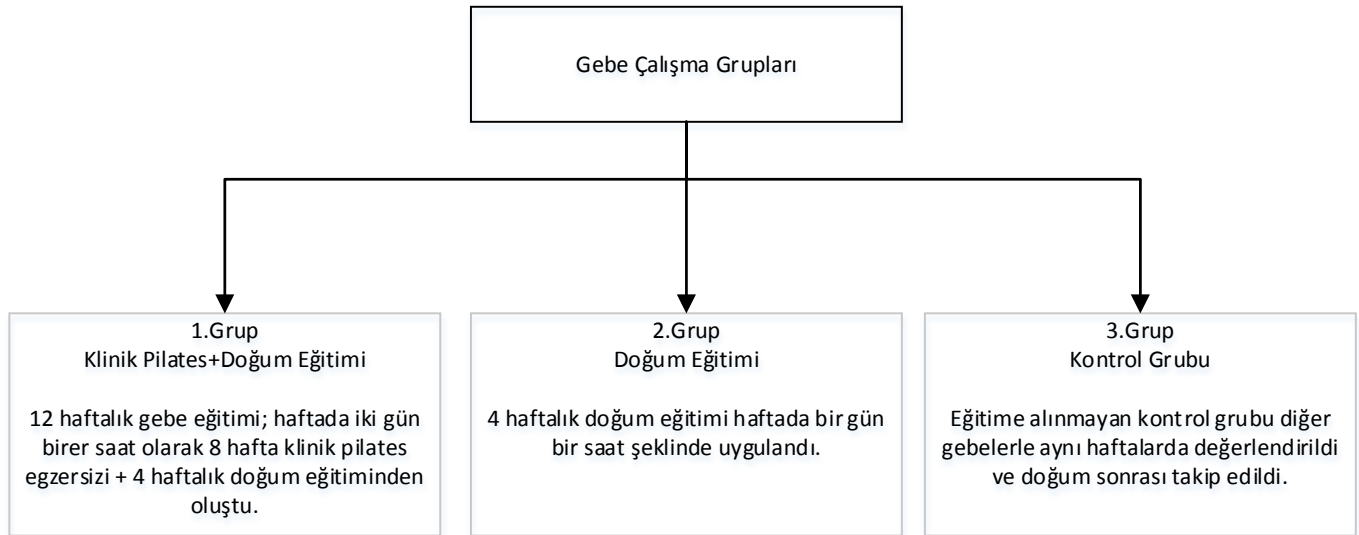 Gebe Çalışma Grupları
1.Grup
Klinik Pilates+Doğum Eğitimi
12 haftalık gebe eğitimi; haftada iki gün
birer saat olarak 8 hafta klinik pilates
egzersizi + 4 haftalık doğum eğitiminden
oluştu.
2.Grup
Doğum Eğitimi
4 haftalık doğum eğitimi haftada bir gün
bir saat şeklinde uygulandı.
3.Grup
Kontrol Grubu
Eğitime alınmayan kontrol grubu diğer
gebelerle aynı haftalarda değerlendirildi
ve doğum sonrası takip edildi.